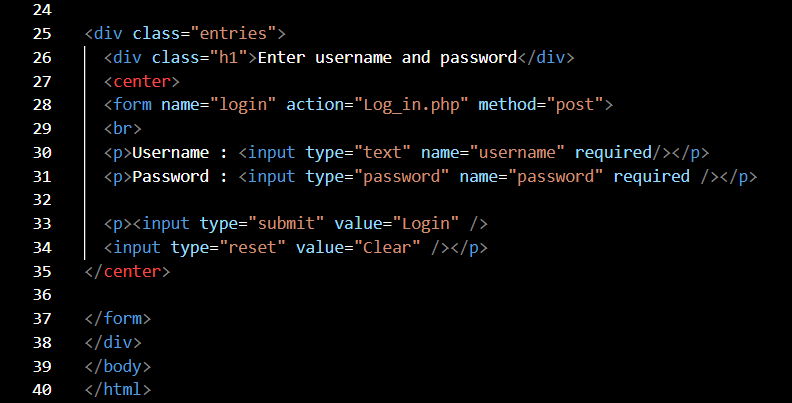 24
25 <div class="entries">
26 <div class="h1">Enter username and password</div>
27 <center>
28 <form name="login" action="Log_in.php" method="post">
29 <br>
30 <p>Username : <input type="text" name="username" required/></p>
31 <p>Password : <input type="password" name="password" required /></p>
32
33 <p><input type="submit" value="Login" />
34 <input type="reset" value="Clear" /></p>
35 </center>
36
37 </form>
38 </div>
39 </body>
40 </html>